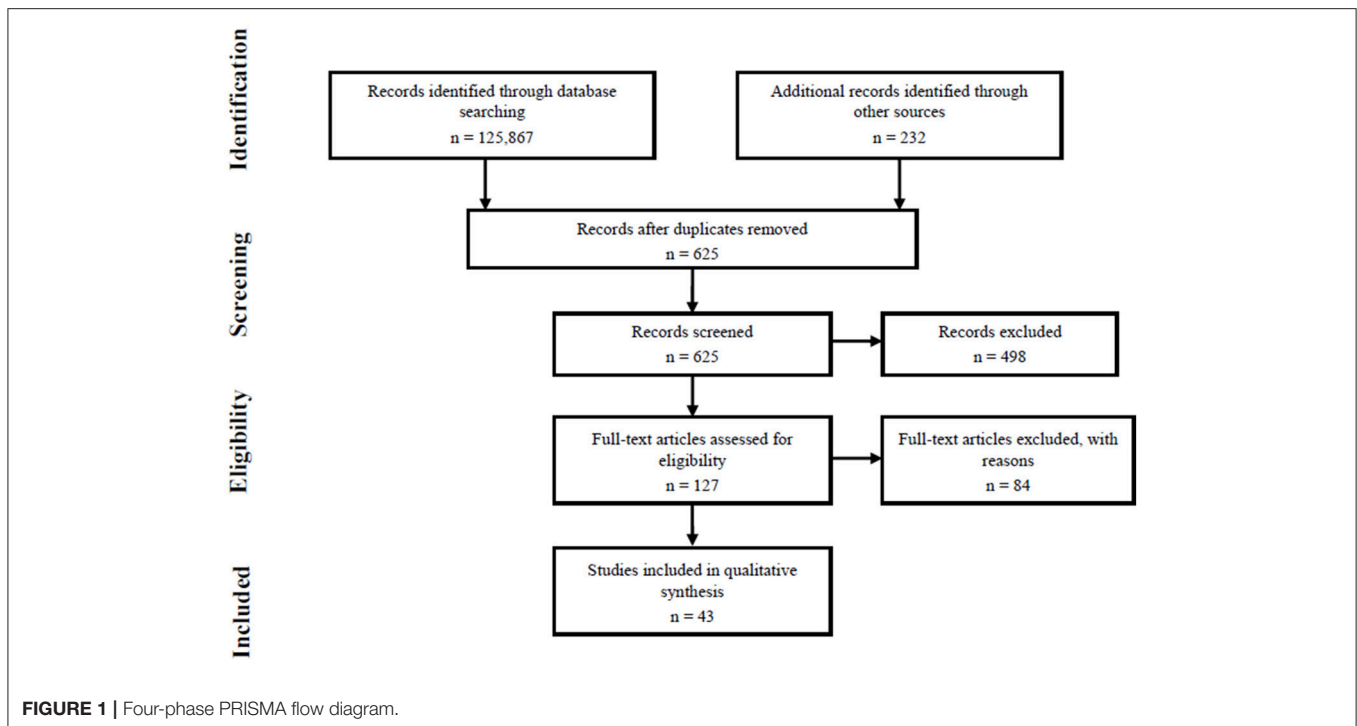 Identification
Records identified through database
searching
n = 125,867
Additional records identified through
other sources
n = 232
Screening
Records after duplicates removed
n = 625
Records screened
n = 625
Records excluded
n = 498
Eligibility
Full-text articles assessed for
eligibility
n = 127
Full-text articles excluded, with
reasons
n = 84
Included
Studies included in qualitative
synthesis
n = 43
FIGURE 1 | Four-phase PRISMA flow diagram.